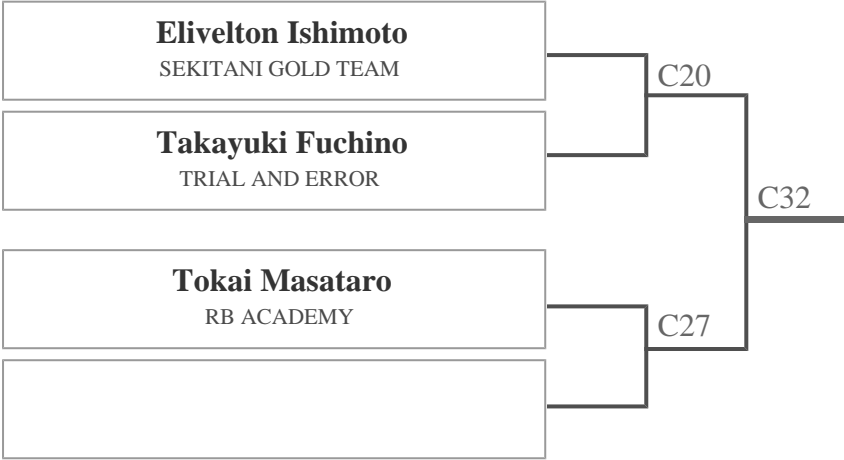 Elivelton Ishimoto
SEKITANI GOLD TEAM
C20
Takayuki Fuchino
TRIAL AND ERROR
C32
Tokai Masataro
RB ACADEMY
C27